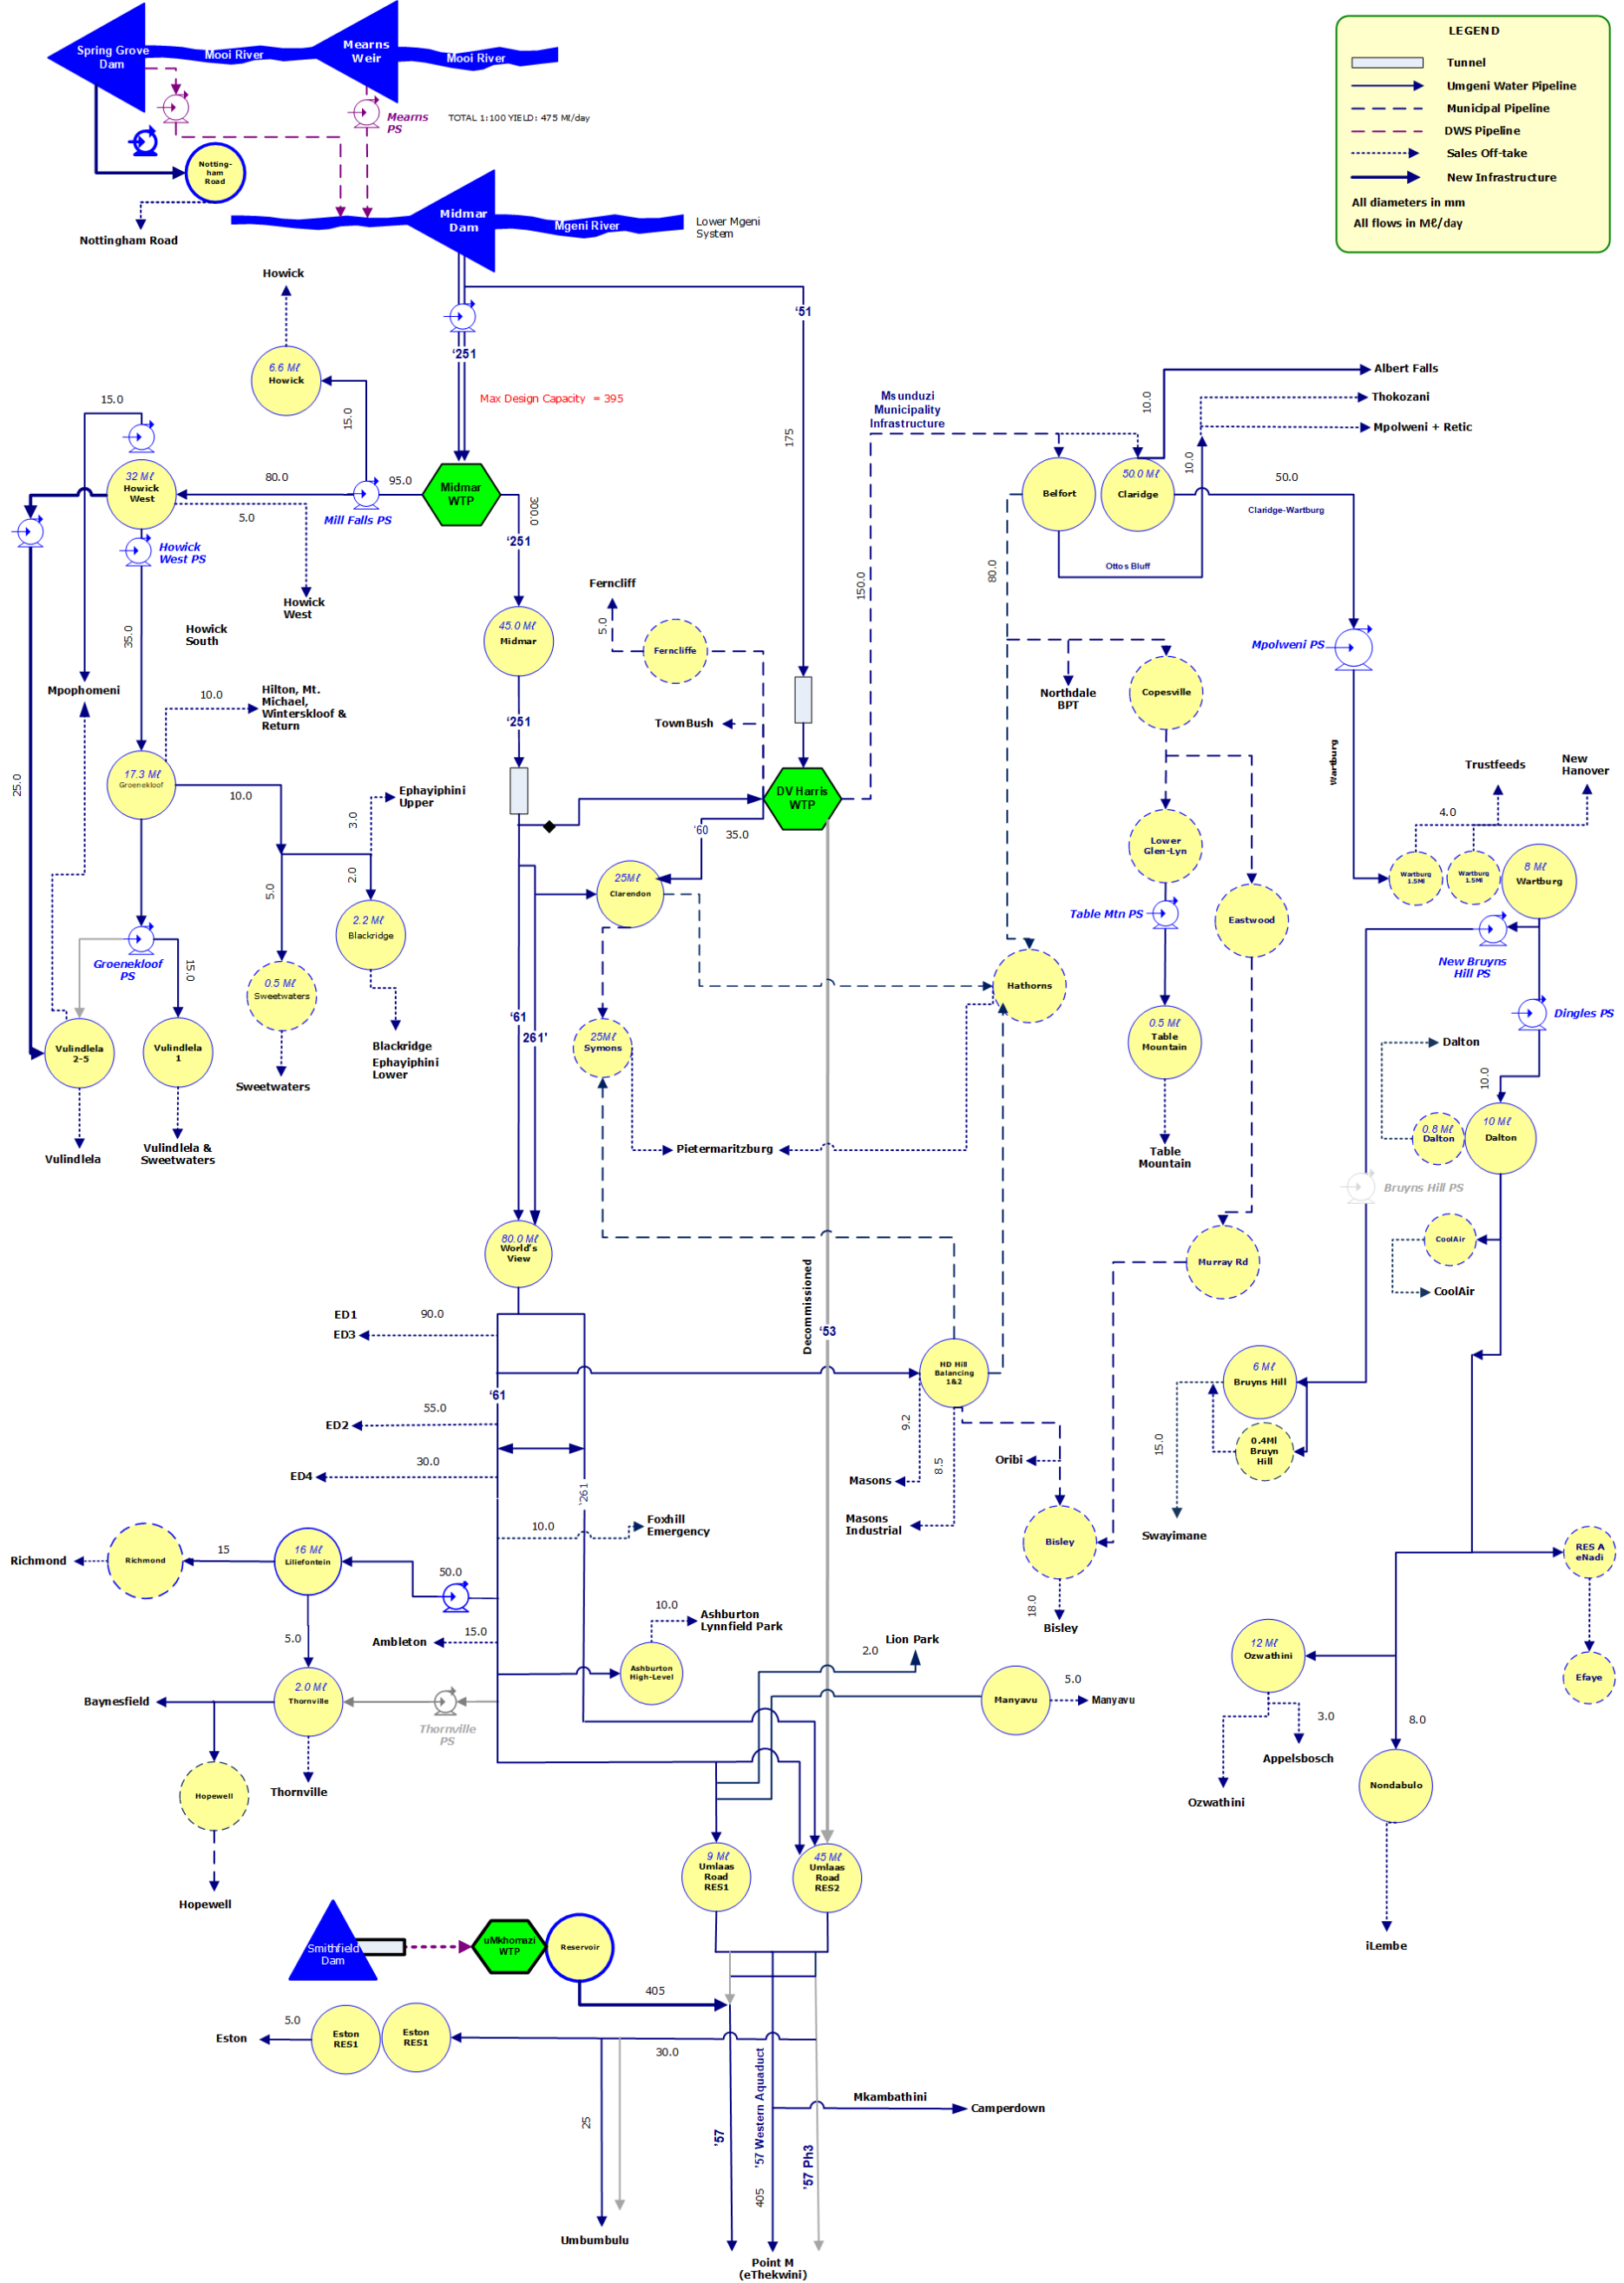 Spring Grove
Dam
Mooi River
Mearns
Weir
Mooi River
Mearns
PS
TOTAL 1:100 YIELD: 475 Mℓ/day
Notting-
ham
Road
Nottingham Road
Midmar
Dam
Mgeni River
Lower Mgeni
System
LEGEND
Tunnel
Umgeni Water Pipeline
Municipal Pipeline
DWS Pipeline
Sales Off-take
New Infrastructure
All diameters in mm
All flows in Mℓ/day
Howick
6.6 Mℓ
Howick
15.0
‘251
‘51
Max Design Capacity = 395
175
15.0
32 Mℓ
Howick
West
80.0
95.0
5.0
Mill Falls PS
Midmar
WTP
300.0
‘251
Howick
West PS
Howick
West
35.0
Howick
South
45.0 Mℓ
Midmar
‘251
Ferncliff
5.0
Ferncliffe
TownBush
DV Harris
WTP
Msunduzi
Municipality
Infrastructure
150.0
80.0
Belfort
50.0 Mℓ
Claridge
10.0
10.0
Albert Falls
Thokozani
Mpolweni + Retic
50.0
Claridge-Wartburg
Ottos Bluff
Mpolweni PS
Wartburg
Northdale
BPT
Copesville
Lower
Glen-Lyn
Eastwood
Table Mtn PS
0.5 Mℓ
Table
Mountain
Table
Mountain
Trustfeeds
New
Hanover
4.0
Wartburg
1.5Ml
Wartburg
1.5Ml
8 Mℓ
Wartburg
New Bruyns
Hill PS
Dingles PS
Dalton
10.0
0.8 Mℓ
Dalton
10 Mℓ
Dalton
Bruyns Hill PS
CoolAir
CoolAir
Mpophomeni
10.0
Hilton, Mt.
Michael,
Winterskloof &
Return
17.3 Mℓ
Groenekloof
25.0
10.0
3.0
Ephayiphini
Upper
5.0
2.0
2.2 Mℓ
Blackridge
Groenekloof
PS
15.0
0.5 Mℓ
Sweetwaters
Vulindlela
2-5
Vulindlela
1
Blackridge
Ephayiphini
Lower
Sweetwaters
Vulindlela
Vulindlela &
Sweetwaters
‘60
35.0
25Mℓ
Clarendon
‘61
261'
25Mℓ
Symons
Hathorns
Pietermaritzburg
80.0 Mℓ
World’s
View
Decommissioned
‘53
Murray Rd
ED1
90.0
ED3
‘61
ED2
55.0
ED4
30.0
‘261
HD Hill
Balancing
1&2
9.2
8.5
Masons
Masons
Industrial
Oribi
Bisley
18.0
Bisley
6 Mℓ
Bruyns Hill
0.4Ml
Bruyn
Hill
15.0
Swayimane
10.0
Foxhill
Emergency
Richmond
Richmond
15
16 Mℓ
Liliefontein
50.0
5.0
Ambleton
15.0
10.0
Ashburton
Lynnfield Park
Ashburton
High-Level
2.0
Lion Park
Manyavu
5.0
Manyavu
Baynesfield
2.0 Mℓ
Thornville
Thornville
PS
Hopewell
Thornville
Hopewell
RES A
eNadi
12 Mℓ
Ozwathini
Efaye
3.0
8.0
Appelsbosch
Ozwathini
Nondabulo
iLembe
9 Mℓ
Umlaas
Road
RES1
45 Mℓ
Umlaas
Road
RES2
Smithfield
Dam
uMkhomazi
WTP
Reservoir
405
Eston
5.0
Eston
RES1
Eston
RES1
30.0
25
Umbumbulu
’57
’57 Western Aquaduct
405
’57 Ph3
Mkambathini
Camperdown
Point M
(eThekwini)